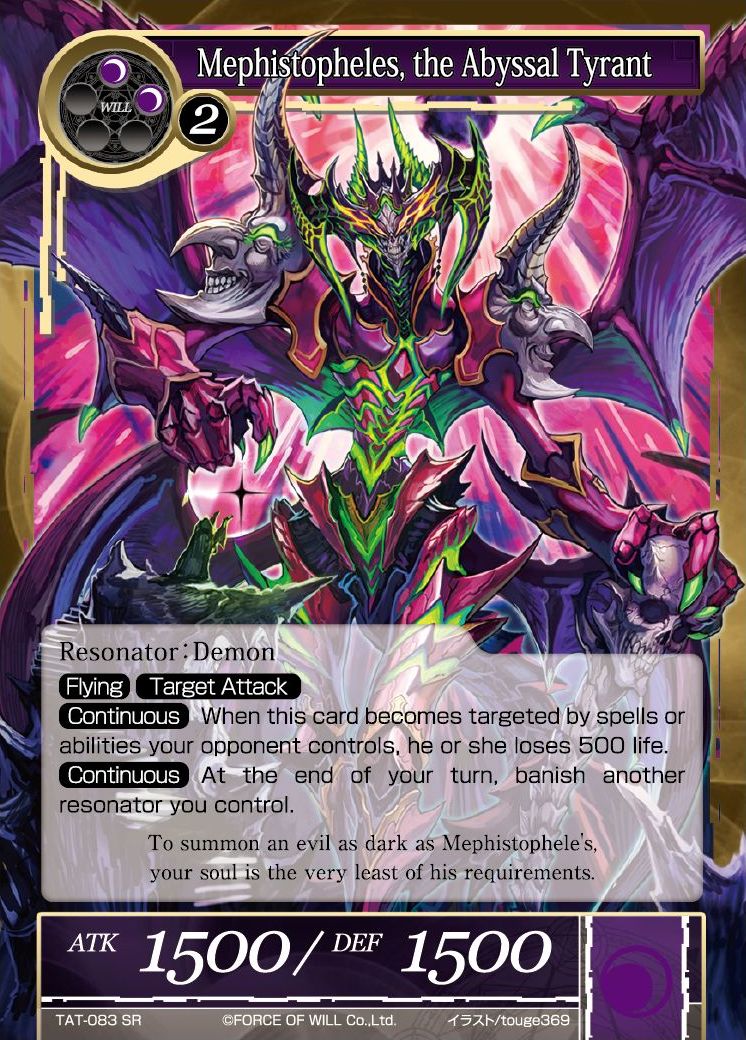 Mephistopheles, the Abyssal Tyrant
WILL
2
Resonator:Demon
Flying Target Attack
Continuous When this card becomes targeted by spells or
abilities your opponent controls, he or she loses 500 life.
Continuous At the end of your turn, banish another
resonator you control.
To summon an evil as dark as Mephistophele's,
your soul is the very least of his requirements.
ATK 1500/ DEF 1500
TAT-083 SR ©FORCE OF WILL Co.,Ltd. イラスト/touge369